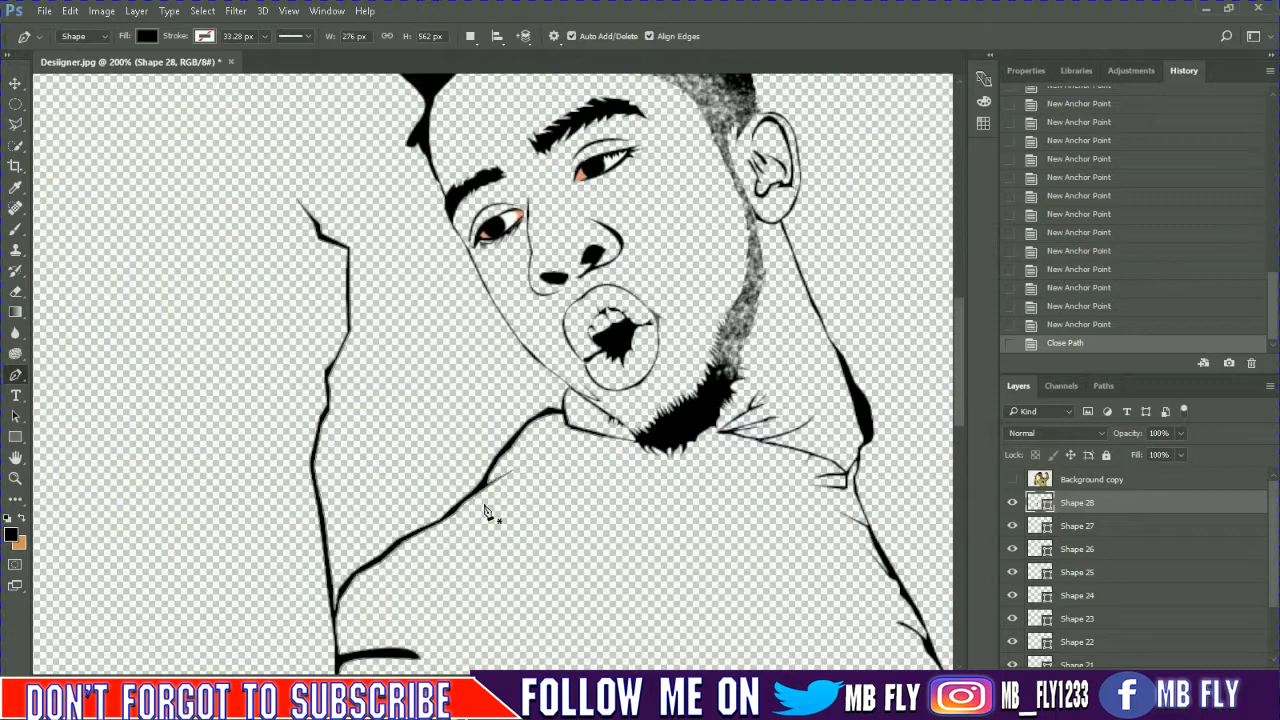 Ps File Edit Image Layer Type Select Filter 3D View Window Help
Shape Fill: Stroke: 33.28 px W: 276 px H: 562 px Auto Add/Delete Align Edges
Desiigner.jpg @ 200% (Shape 28, RGB/8#) *
Properties Libraries Adjustments History
New Anchor Point
New Anchor Point
New Anchor Point
New Anchor Point
New Anchor Point
New Anchor Point
New Anchor Point
New Anchor Point
New Anchor Point
New Anchor Point
New Anchor Point
New Anchor Point
New Anchor Point
New Anchor Point
Close Path
Layers Channels Paths
Kind
Normal Opacity: 100%
Lock: Fill: 100%
Background copy
Shape 28
Shape 27
Shape 26
Shape 25
Shape 24
Shape 23
Shape 22
Shape 21
DON'T FORGOT TO SUBSCRIBE FOLLOW ME ON MB FLY MB_FLY1233 f MB FLY